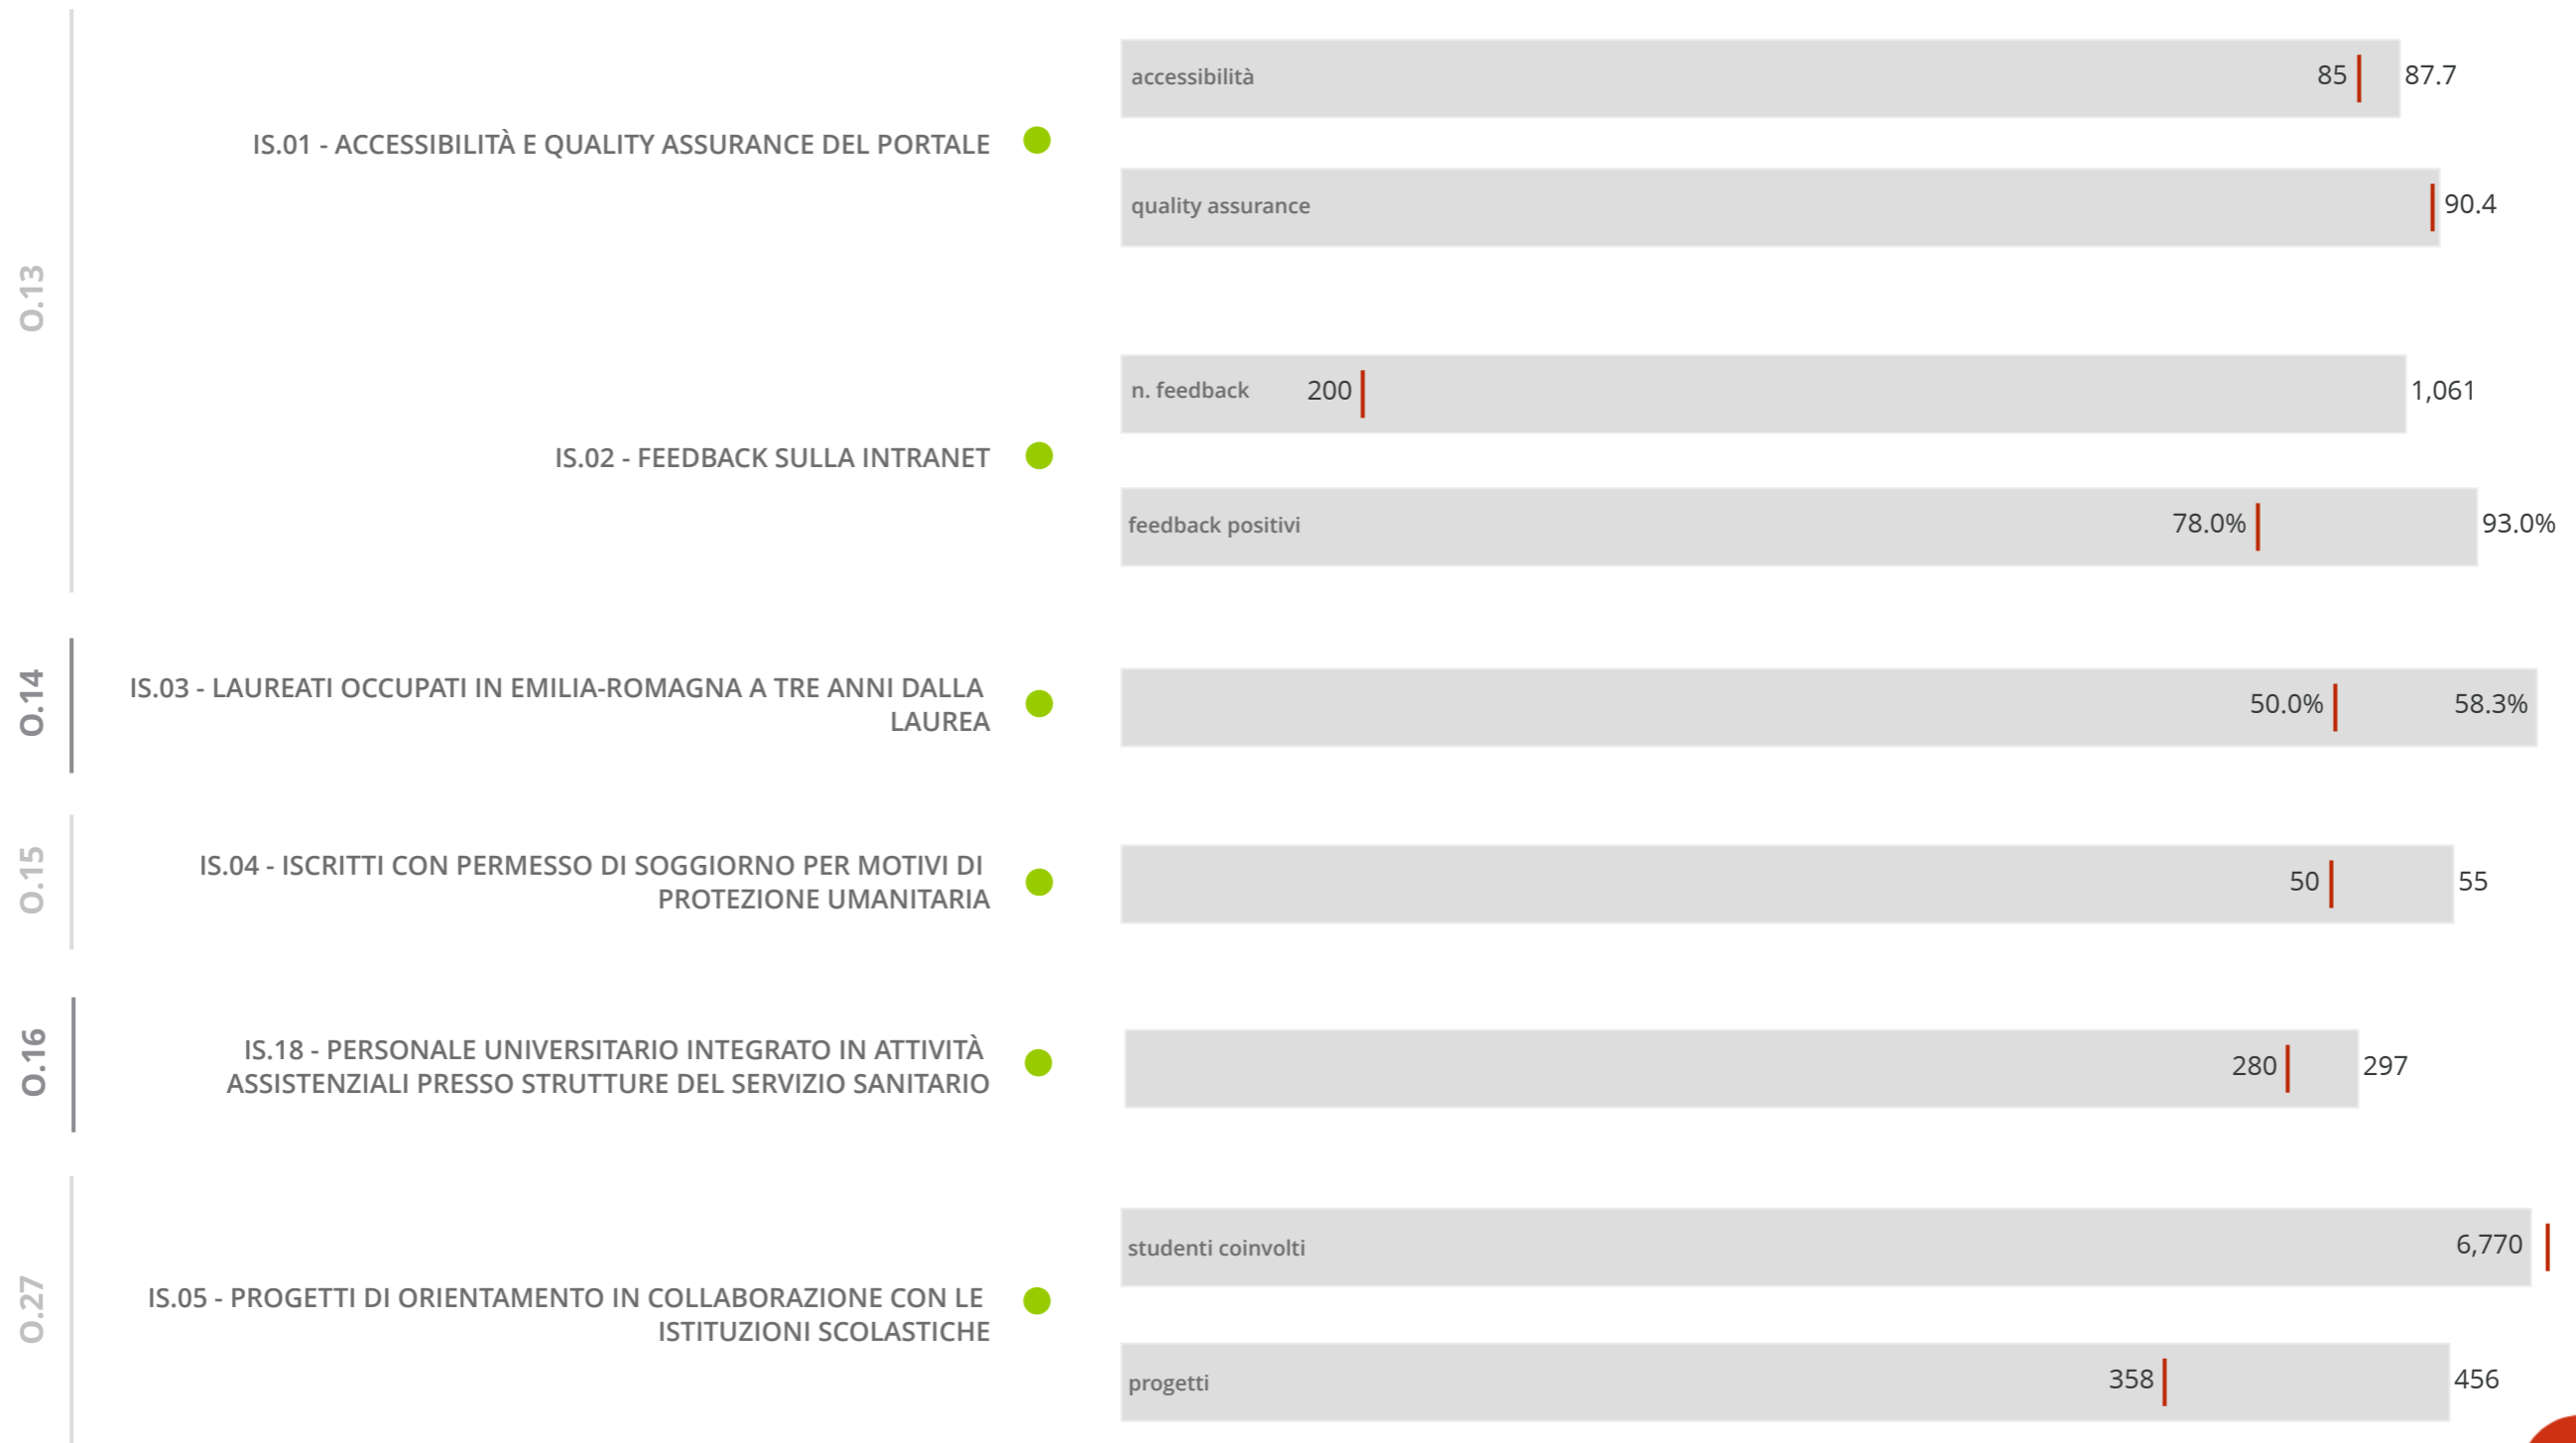 O.13
IS.01 - ACCESSIBILITÀ E QUALITY ASSURANCE DEL PORTALE
accessibilità
85
87.7
quality assurance
90.4
IS.02 - FEEDBACK SULLA INTRANET
n. feedback
200
1,061
feedback positivi
78.0%
93.0%
O.14
IS.03 - LAUREATI OCCUPATI IN EMILIA-ROMAGNA A TRE ANNI DALLA
LAUREA
50.0%
58.3%
O.15
IS.04 - ISCRITTI CON PERMESSO DI SOGGIORNO PER MOTIVI DI
PROTEZIONE UMANITARIA
50
55
O.16
IS.18 - PERSONALE UNIVERSITARIO INTEGRATO IN ATTIVITÀ
ASSISTENZIALI PRESSO STRUTTURE DEL SERVIZIO SANITARIO
280
297
O.27
IS.05 - PROGETTI DI ORIENTAMENTO IN COLLABORAZIONE CON LE
ISTITUZIONI SCOLASTICHE
studenti coinvolti
6,770
progetti
358
456